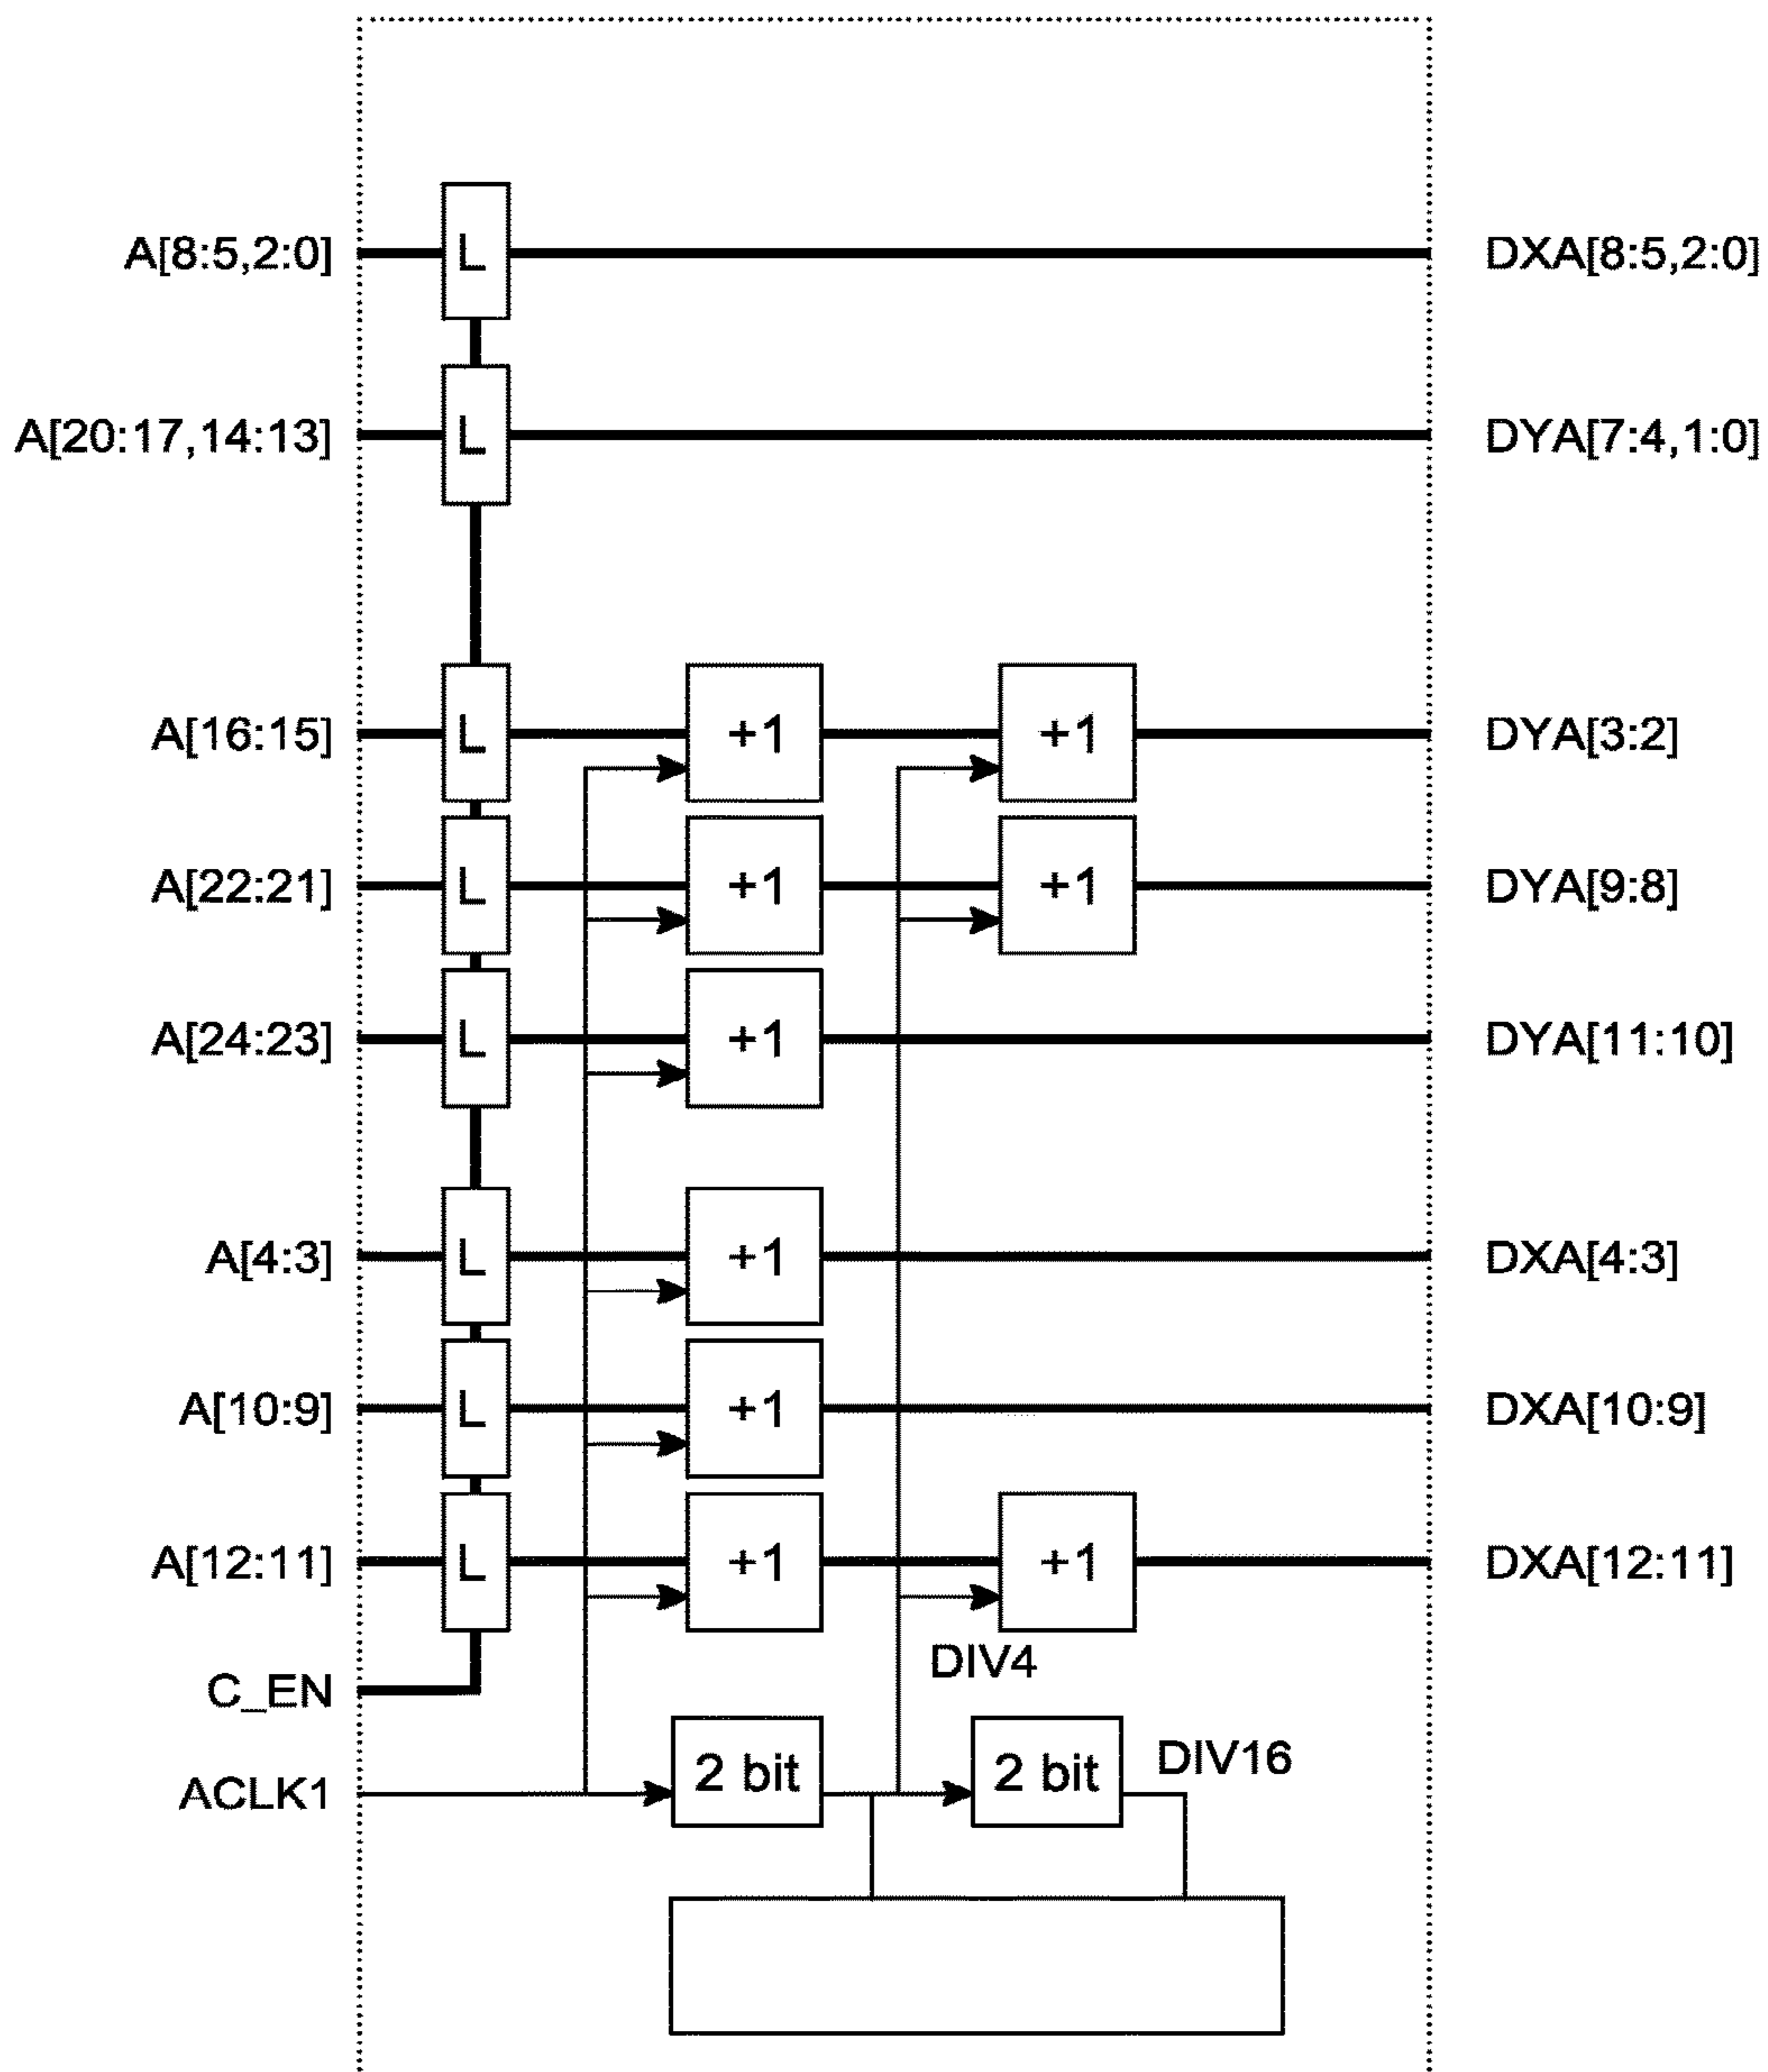 A[8:5,2:0] L DXA[8:5,2:0]
A[20:17,14:13] L DYA[7:4,1:0]
A[16:15] L +1 +1 DYA[3:2]
A[22:21] L +1 +1 DYA[9:8]
A[24:23] L +1 DYA[11:10]
A[4:3] L +1 DXA[4:3]
A[10:9] L +1 DXA[10:9]
A[12:11] L +1 +1 DXA[12:11]
DIV4
C_EN
ACLK1 2 bit 2 bit DIV16